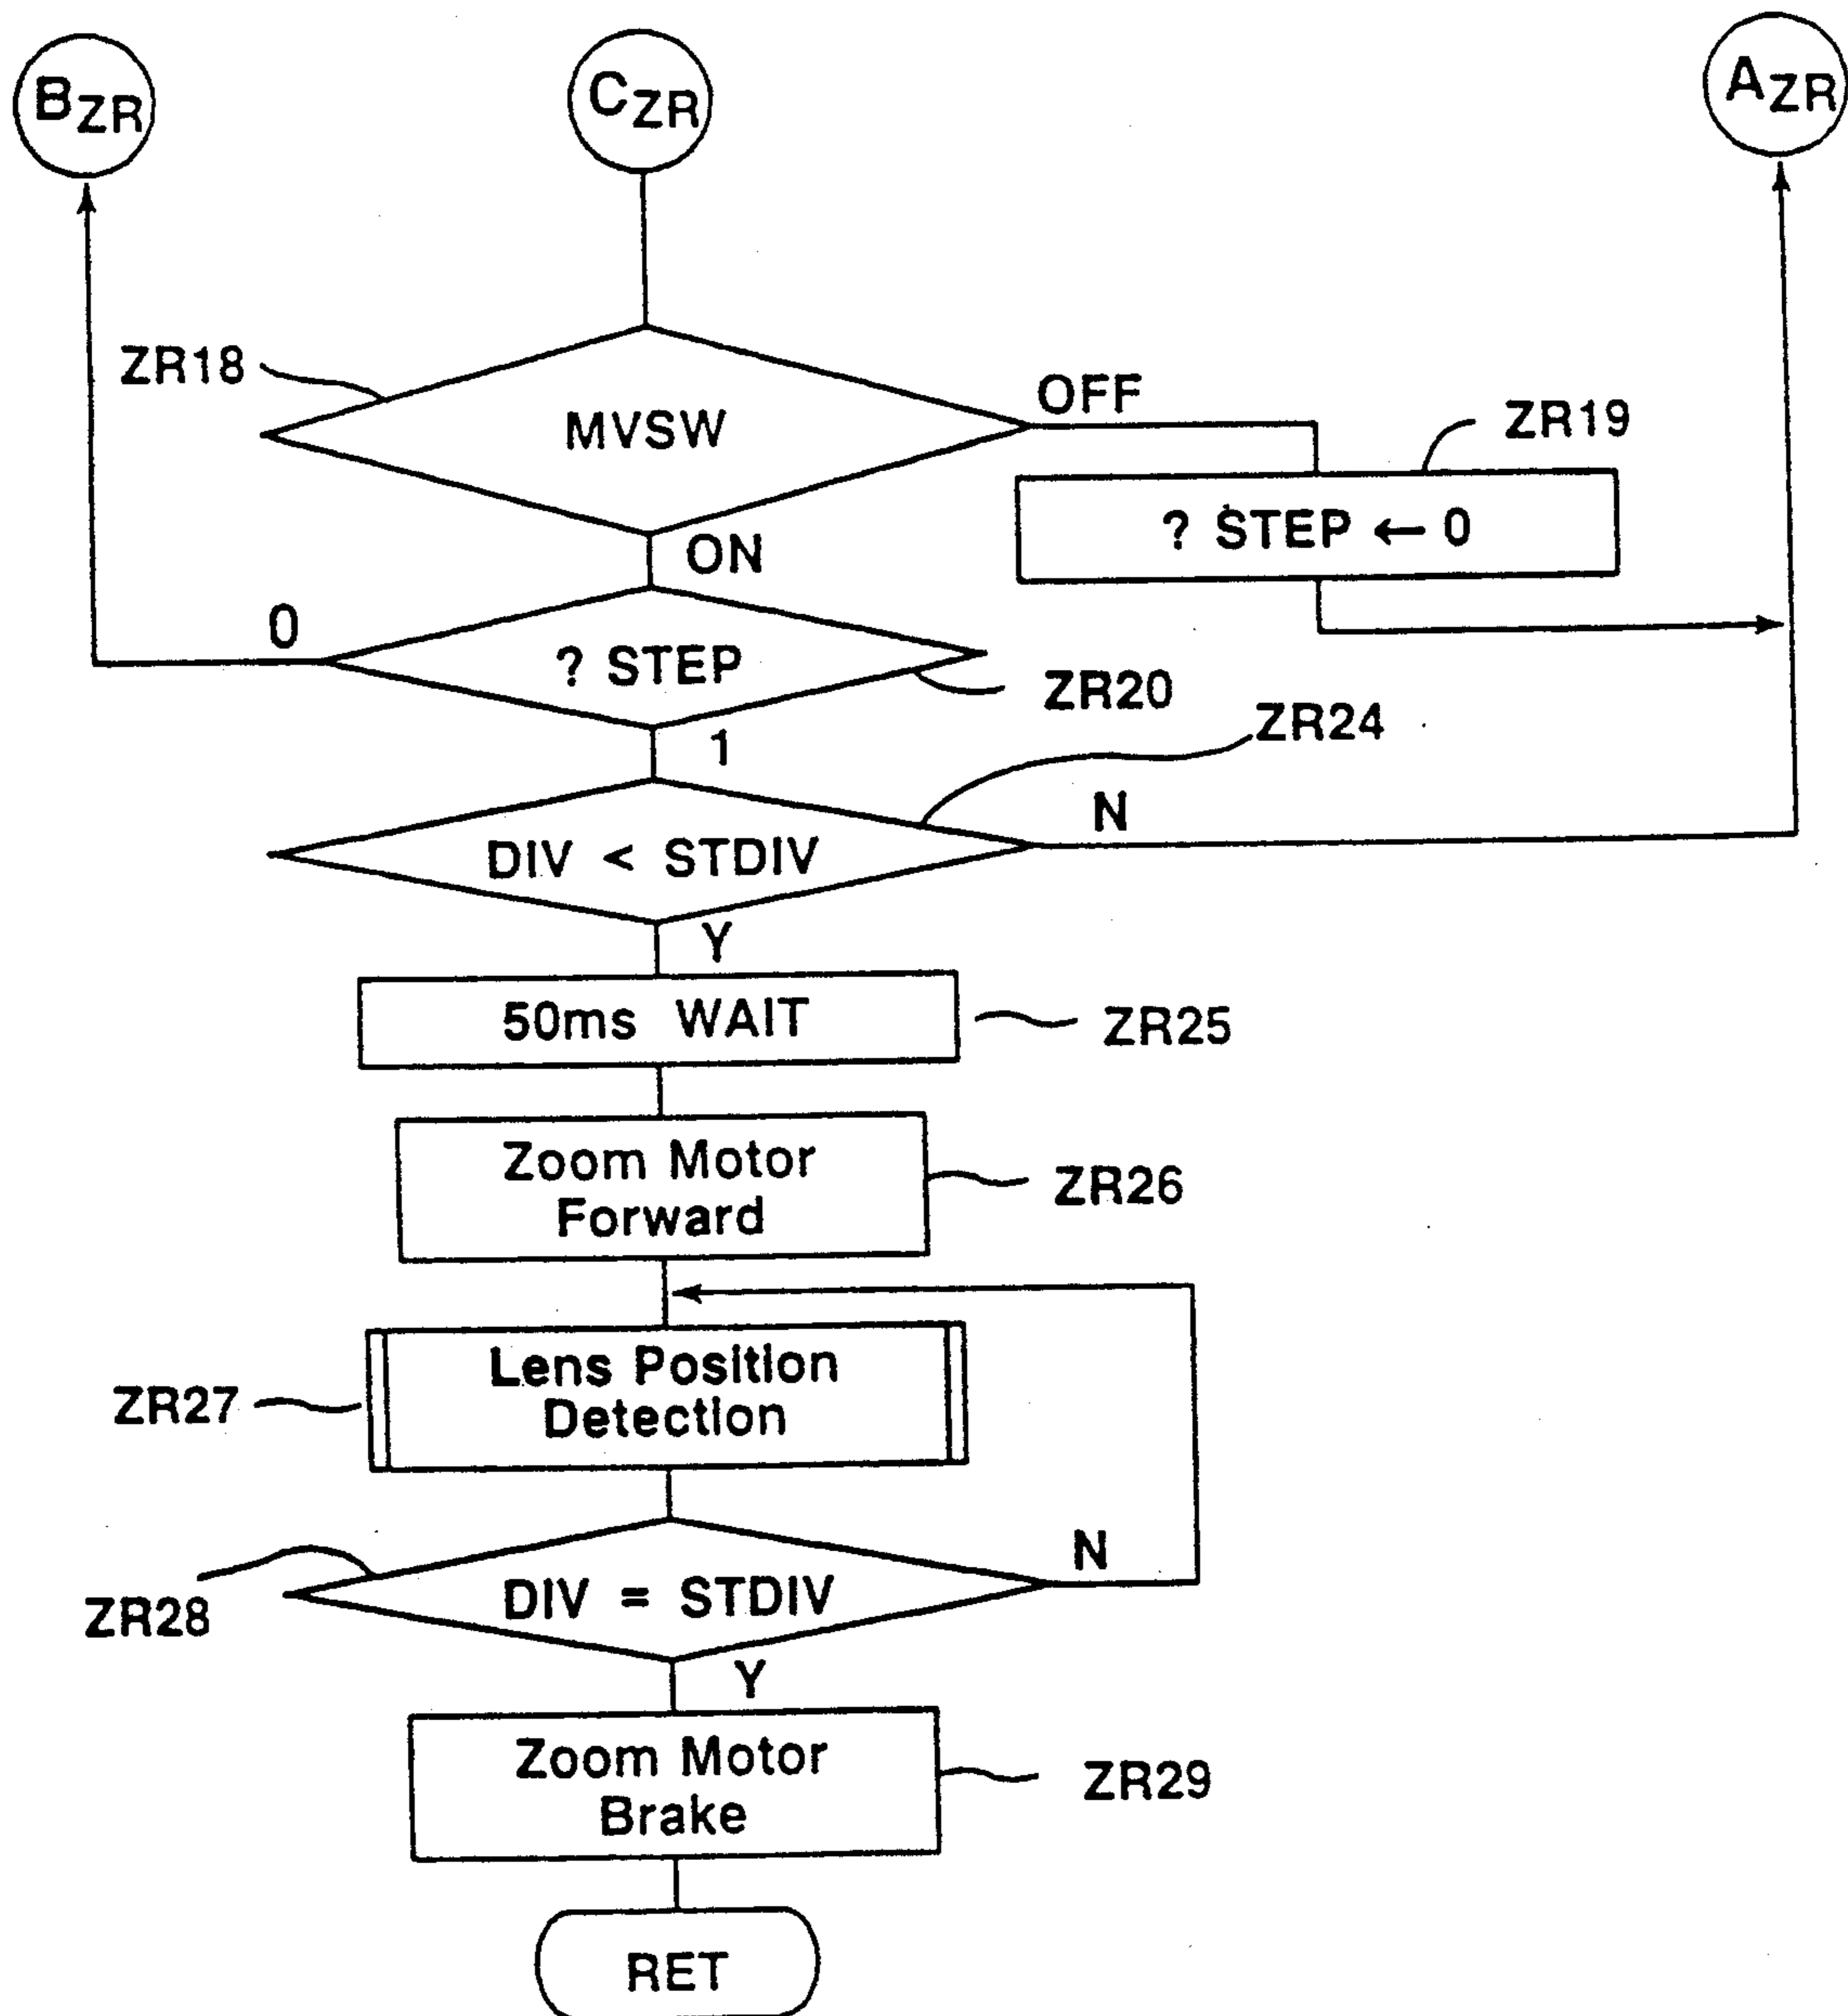 BZR
CZR
AZR
ZR18
MVSW
OFF
ZR19
? STEP ← 0
ON
0
? STEP
ZR20
1
ZR24
DIV < STDIV
N
Y
50ms WAIT
ZR25
Zoom Motor
Forward
ZR26
Lens Position
Detection
ZR27
DIV = STDIV
N
ZR28
Y
Zoom Motor
Brake
ZR29
RET